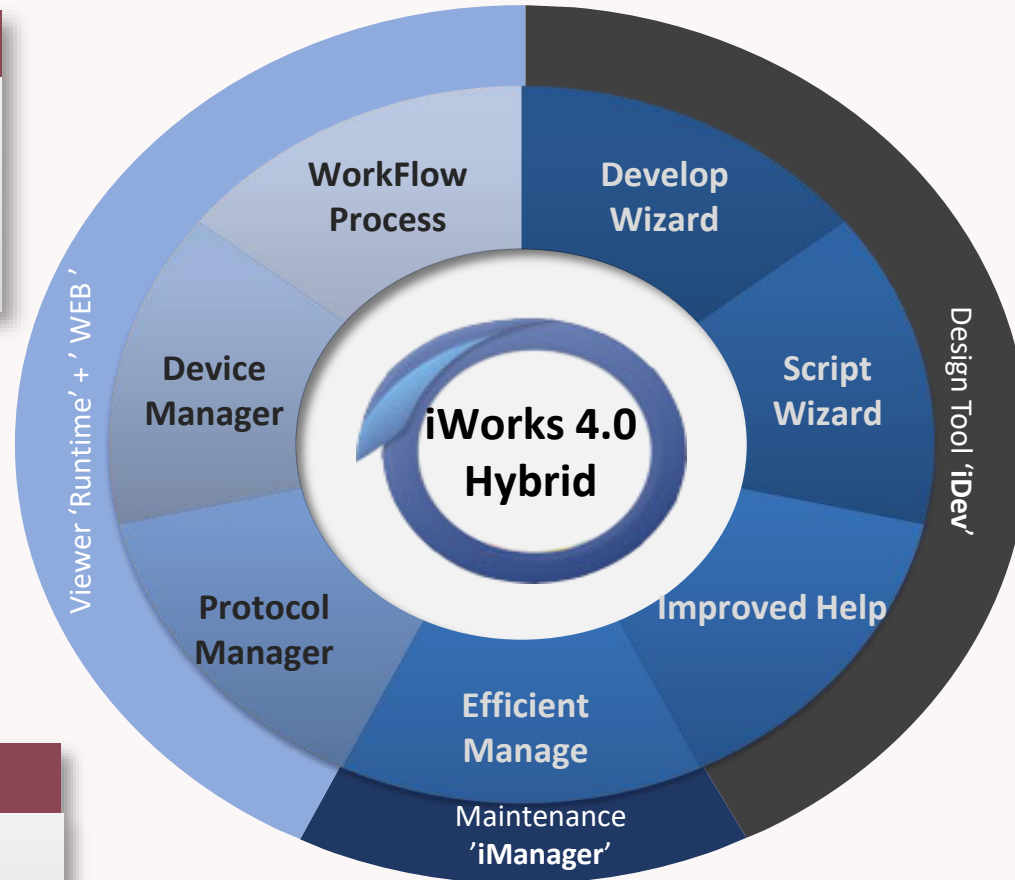 WorkFlow
Process
Develop
Wizard
Device
Manager
Script
Wizard
iWorks 4.0
Hybrid
Protocol
Manager
Improved Help
Efficient
Manage
Viewer ‘Runtime’ + ’ WEB ’
Design Tool ‘iDev’
Maintenance
’iManager’